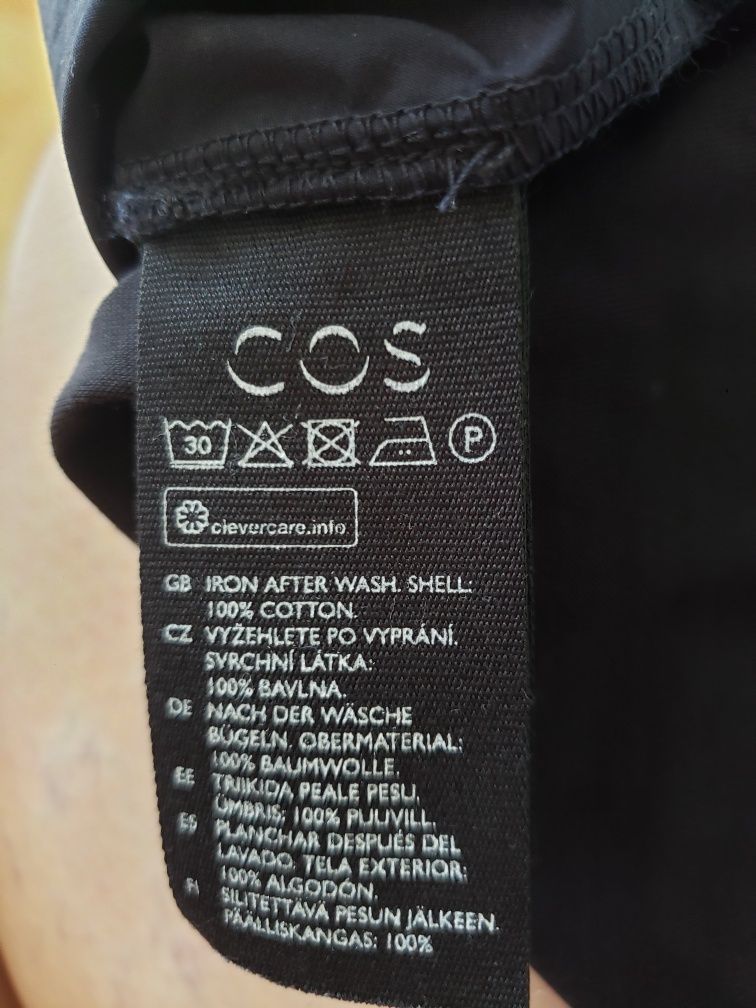 COS
30 P
clevercare.info
GB IRON AFTER WASH. SHELL:
100% COTTON.
CZ VYŽEHLETE PO VYPRÁNÍ.
SVRCHNÍ LÁTKA:
100% BAVLNA.
DE NACH DER WÄSCHE
BÜGELN. OBERMATERIAL:
100% BAUMWOLLE.
EE TRIIKIDA PEALE PESU.
ÜMBRIS: 100% PUUVILL.
ES PLANCHAR DESPUÉS DEL
LAVADO. TELA EXTERIOR:
100% ALGODÓN.
FI SILITETTÄVÄ PESUN JÄLKEEN.
PÄÄLLISKANGAS: 100%